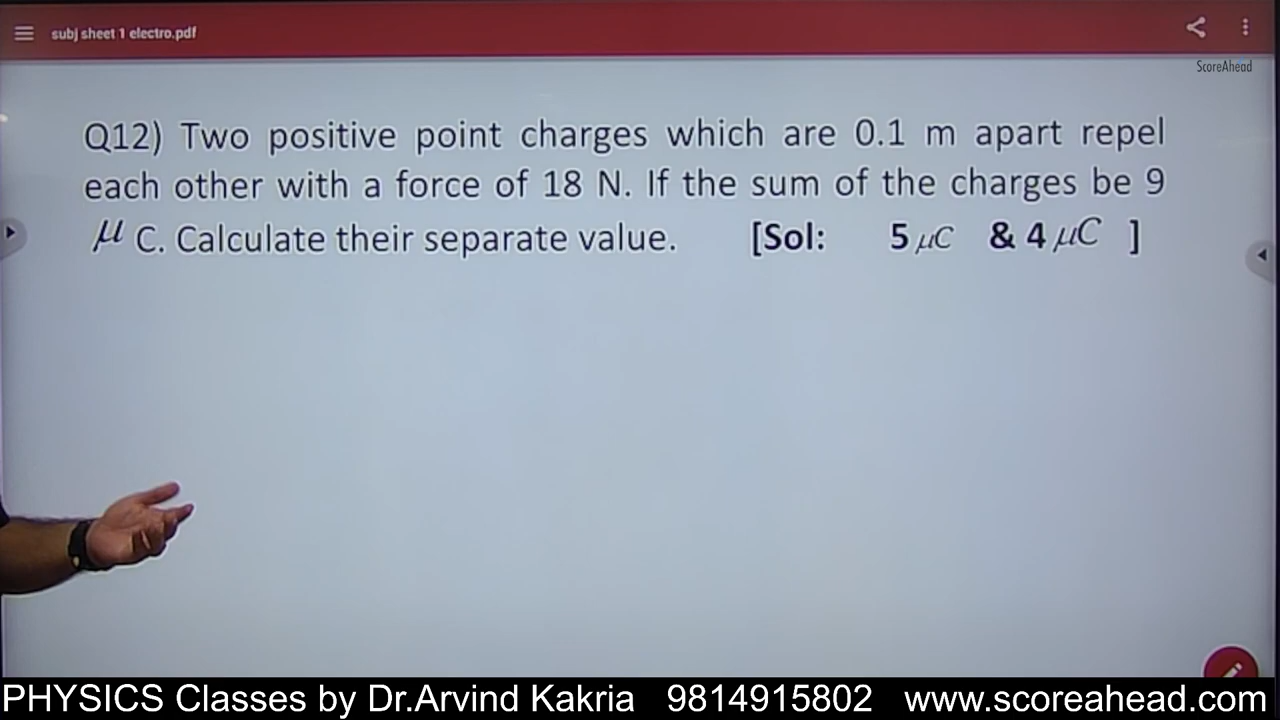 subj sheet 1 electro.pdf
ScoreAhead
Q12) Two positive point charges which are 0.1 m apart repel
each other with a force of 18 N. If the sum of the charges be 9
μ C. Calculate their separate value. [Sol: 5 μC & 4 μC ]
PHYSICS Classes by Dr.Arvind Kakria 9814915802 www.scoreahead.com